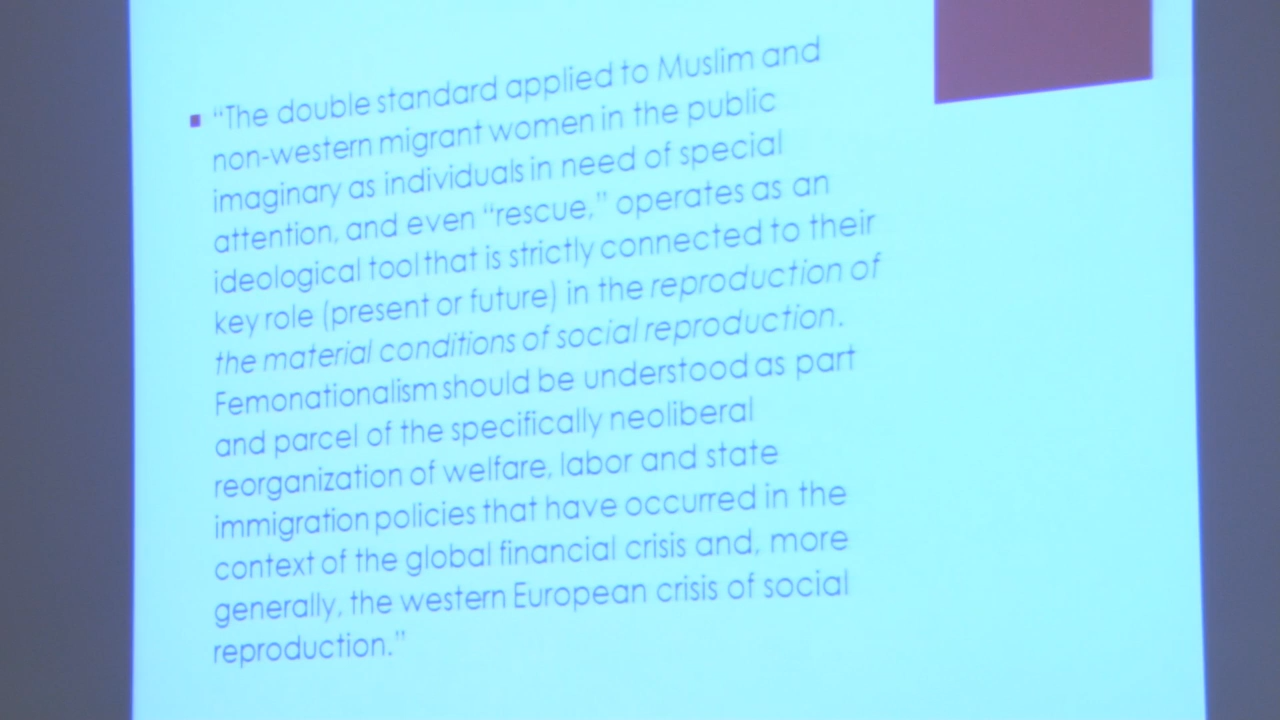 ▪ “The double standard applied to Muslim and
non-western migrant women in the public
imaginary as individuals in need of special
attention, and even “rescue,” operates as an
ideological tool that is strictly connected to their
key role (present or future) in the reproduction of
the material conditions of social reproduction.
Femonationalism should be understood as part
and parcel of the specifically neoliberal
reorganization of welfare, labor and state
immigration policies that have occurred in the
context of the global financial crisis and, more
generally, the western European crisis of social
reproduction.”